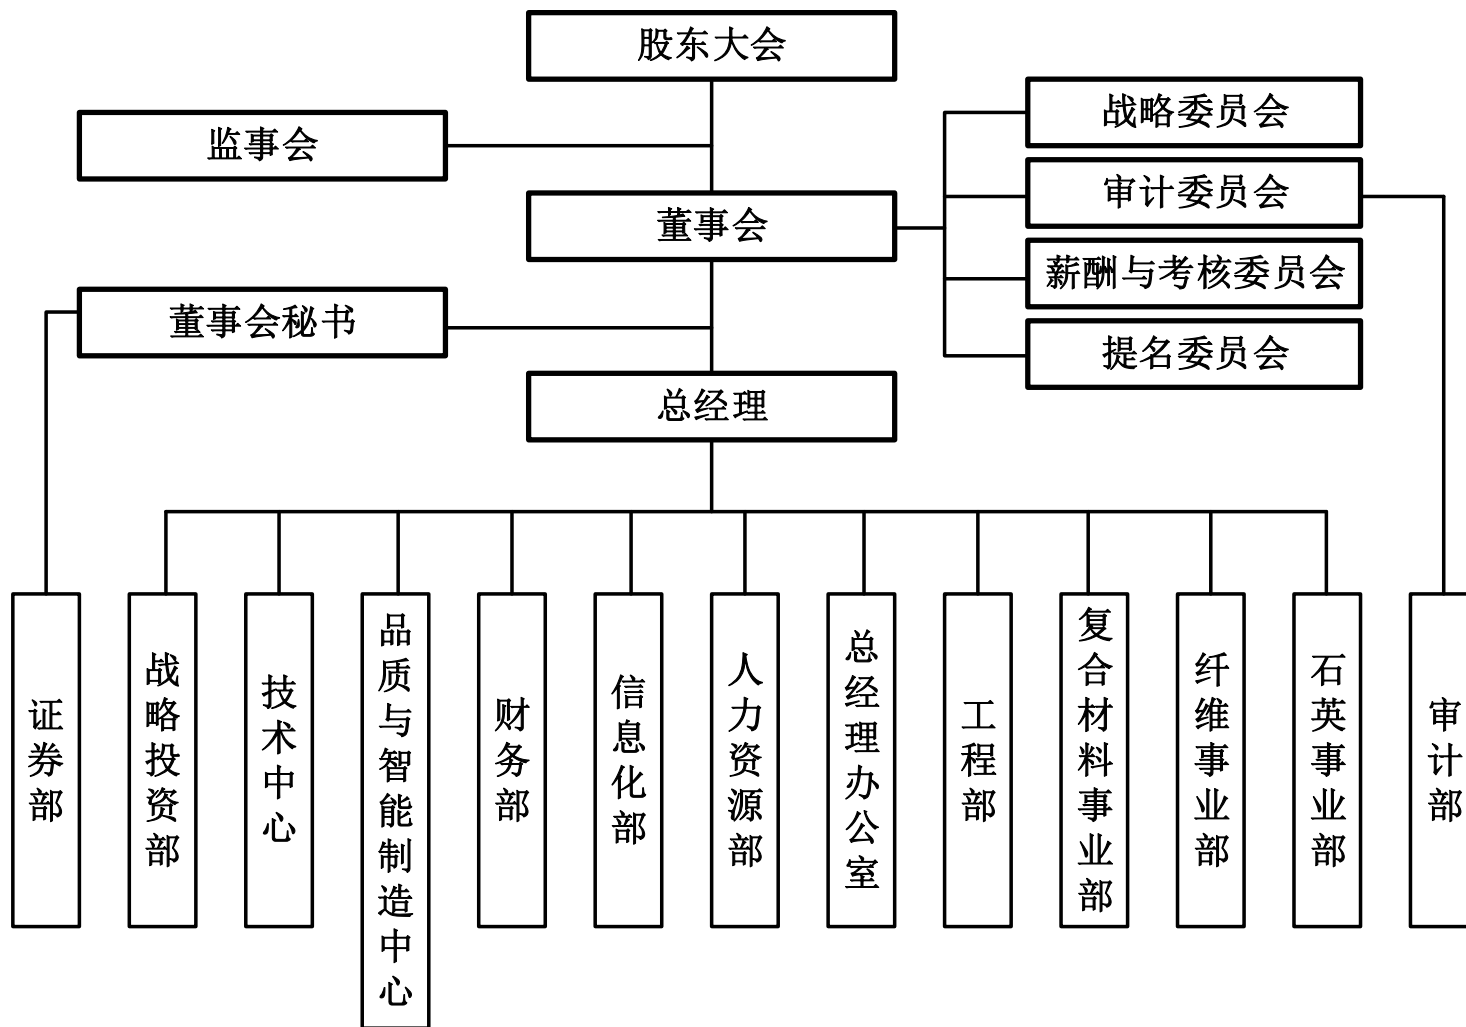 股东大会
监事会
战略委员会
审计委员会
董事会
薪酬与考核委员会
董事会秘书
提名委员会
总经理
证券部
战略投资部
技术中心
品质与智能制造中心
财务部
信息化部
人力资源部
总经理办公室
工程部
复合材料事业部
纤维事业部
石英事业部
审计部